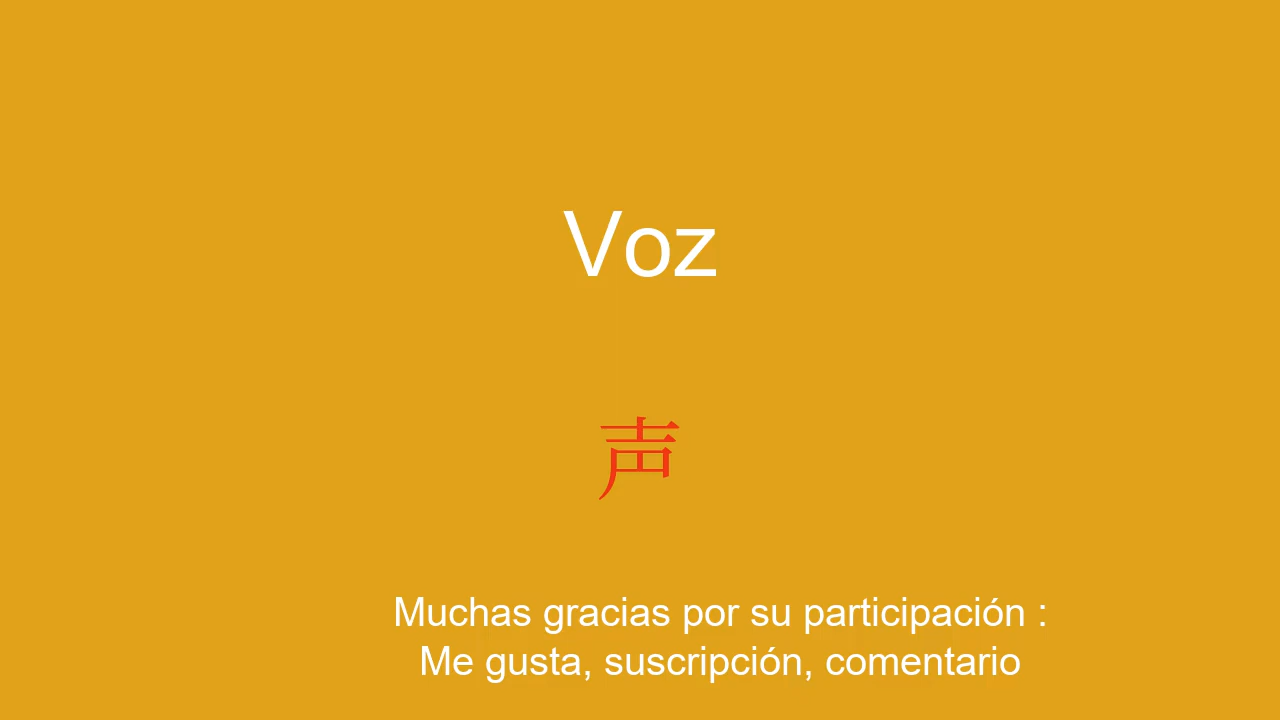 Voz
声
Muchas gracias por su participación :
Me gusta, suscripción, comentario